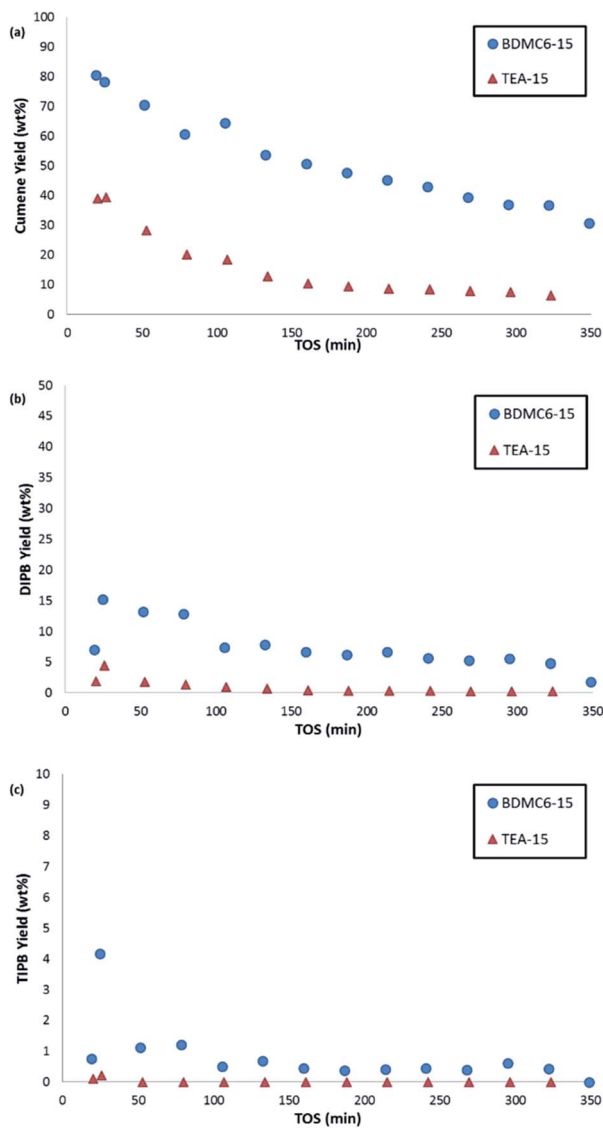 (a)
100
90
80
70
60
50
40
30
20
10
0
Cumene Yield (wt%)
BDMC6-15
TEA-15
0 50 100 150 200 250 300 350
TOS (min)
(b)
50
45
40
35
30
25
20
15
10
5
0
DIPB Yield (wt%)
BDMC6-15
TEA-15
0 50 100 150 200 250 300 350
TOS (min)
(c)
10
9
8
7
6
5
4
3
2
1
0
TIPB Yield (wt%)
BDMC6-15
TEA-15
0 50 100 150 200 250 300 350
TOS (min)